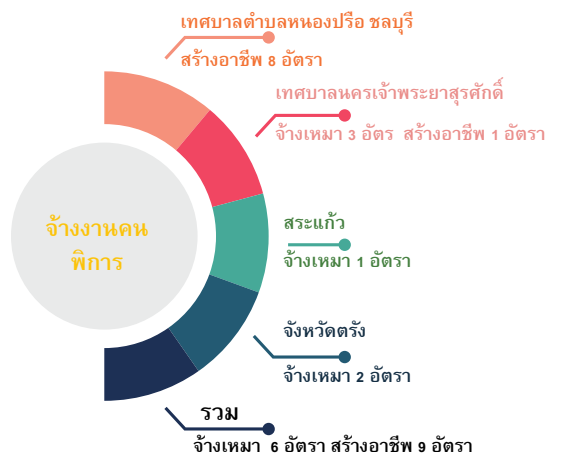 เทศบาลตำบลหนองปรือ ชลบุรี
สร้างอาชีพ 8 อัตรา
เทศบาลนครเจ้าพระยาสุรศักดิ์
จ้างเหมา 3 อัตร สร้างอาชีพ 1 อัตรา
สระแก้ว
จ้างเหมา 1 อัตรา
จ้างงานคน
พิการ
จังหวัดตรัง
จ้างเหมา 2 อัตรา
รวม
จ้างเหมา 6 อัตรา สร้างอาชีพ 9 อัตรา